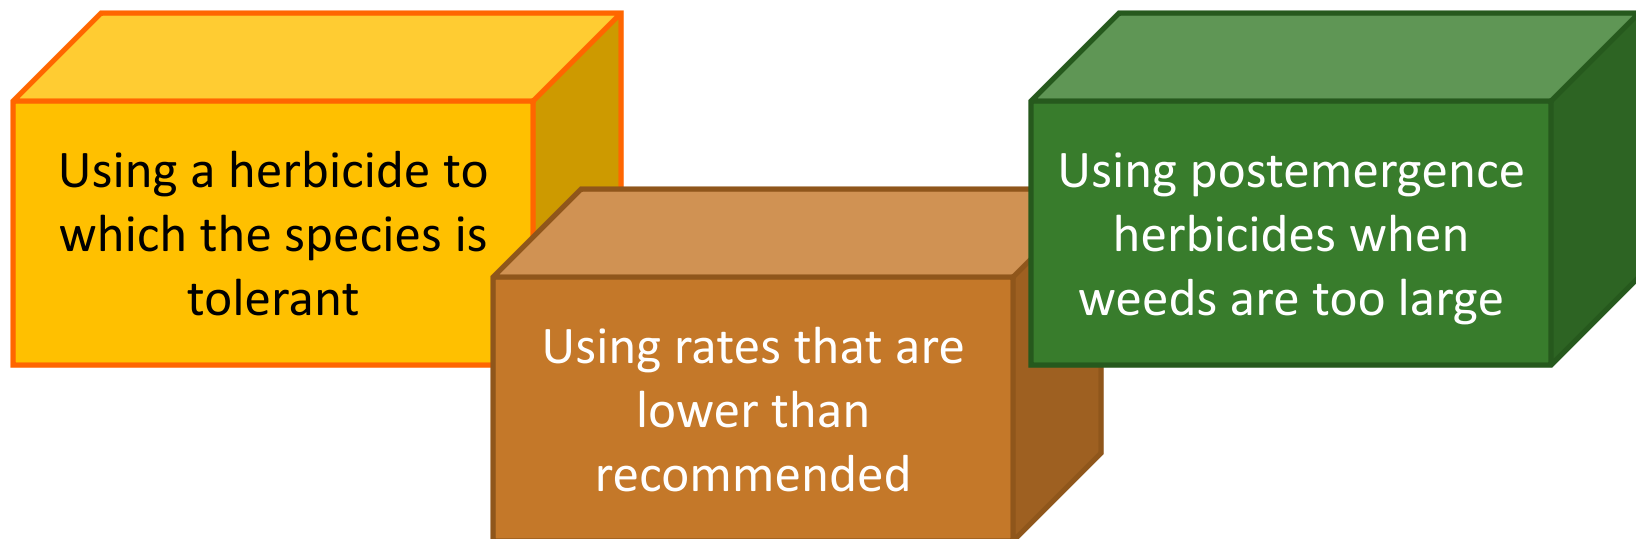 Using a herbicide to
which the species is
tolerant
Using rates that are
lower than
recommended
Using postemergence
herbicides when
weeds are too large